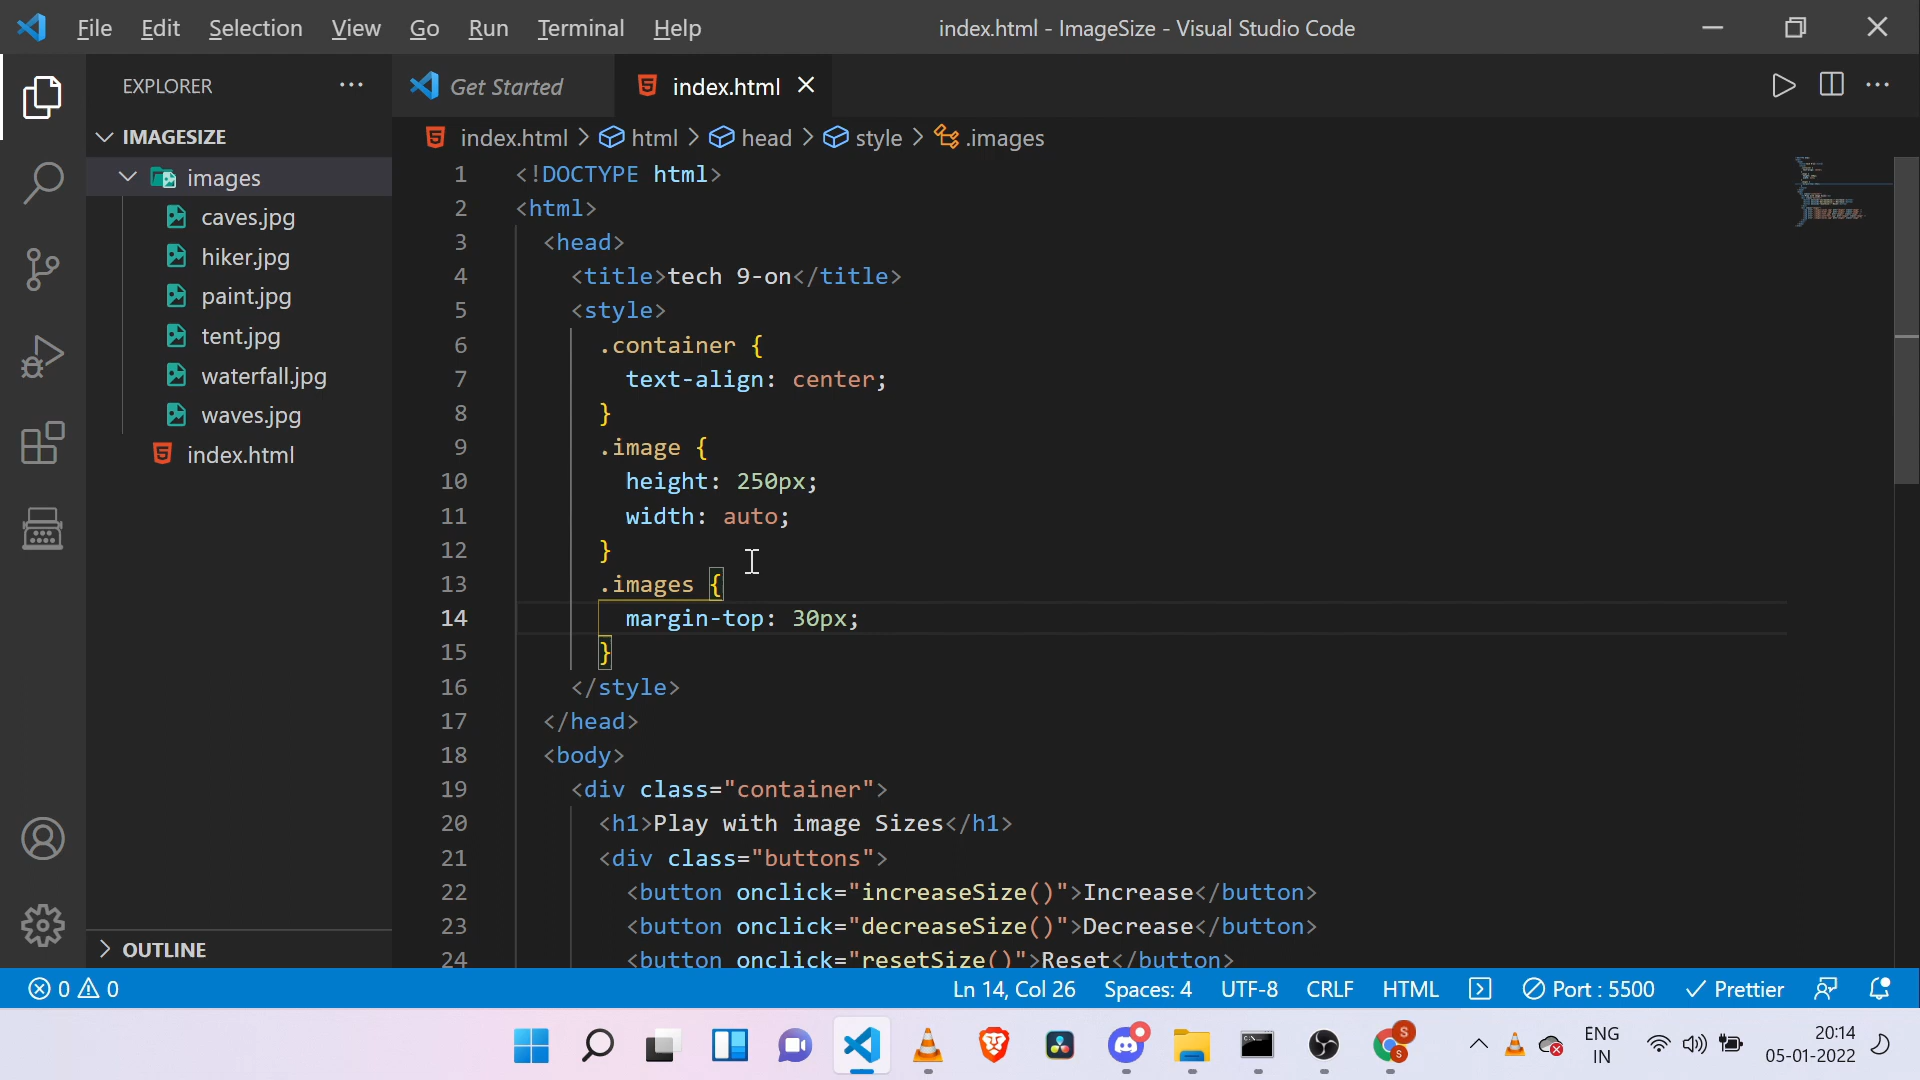 File Edit Selection View Go Run Terminal Help
index.html - ImageSize - Visual Studio Code
EXPLORER
IMAGESIZE
images
caves.jpg
hiker.jpg
paint.jpg
tent.jpg
waterfall.jpg
waves.jpg
index.html
OUTLINE
Get Started
index.html
index.html > html > head > style > .images
1 <!DOCTYPE html>
2 <html>
3 <head>
4 <title>tech 9-on</title>
5 <style>
6 .container {
7 text-align: center;
8 }
9 .image {
10 height: 250px;
11 width: auto;
12 }
13 .images {
14 margin-top: 30px;
15 }
16 </style>
17 </head>
18 <body>
19 <div class="container">
20 <h1>Play with image Sizes</h1>
21 <div class="buttons">
22 <button onclick="increaseSize()">Increase</button>
23 <button onclick="decreaseSize()">Decrease</button>
24 <button onclick="resetSize()">Reset</button>
0 0
Ln 14, Col 26 Spaces: 4 UTF-8 CRLF HTML Port : 5500 Prettier
S
S
ENG
IN
20:14
05-01-2022